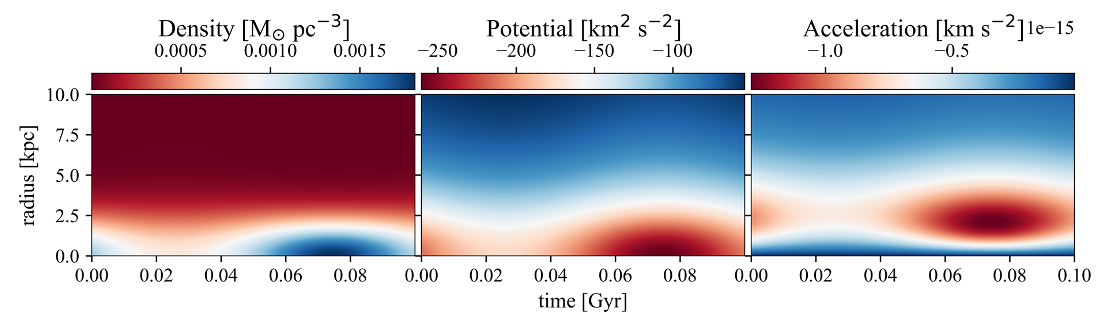 Density [M⊙ pc⁻³] Potential [km² s⁻²] Acceleration [km s⁻²]1e−15
0.0005 0.0010 0.0015 −250 −200 −150 −100 −1.0 −0.5
10.0
7.5
5.0
2.5
0.0
radius [kpc]
0.00 0.02 0.04 0.06 0.08 0.00 0.02 0.04 0.06 0.08 0.00 0.02 0.04 0.06 0.08 0.10
time [Gyr]